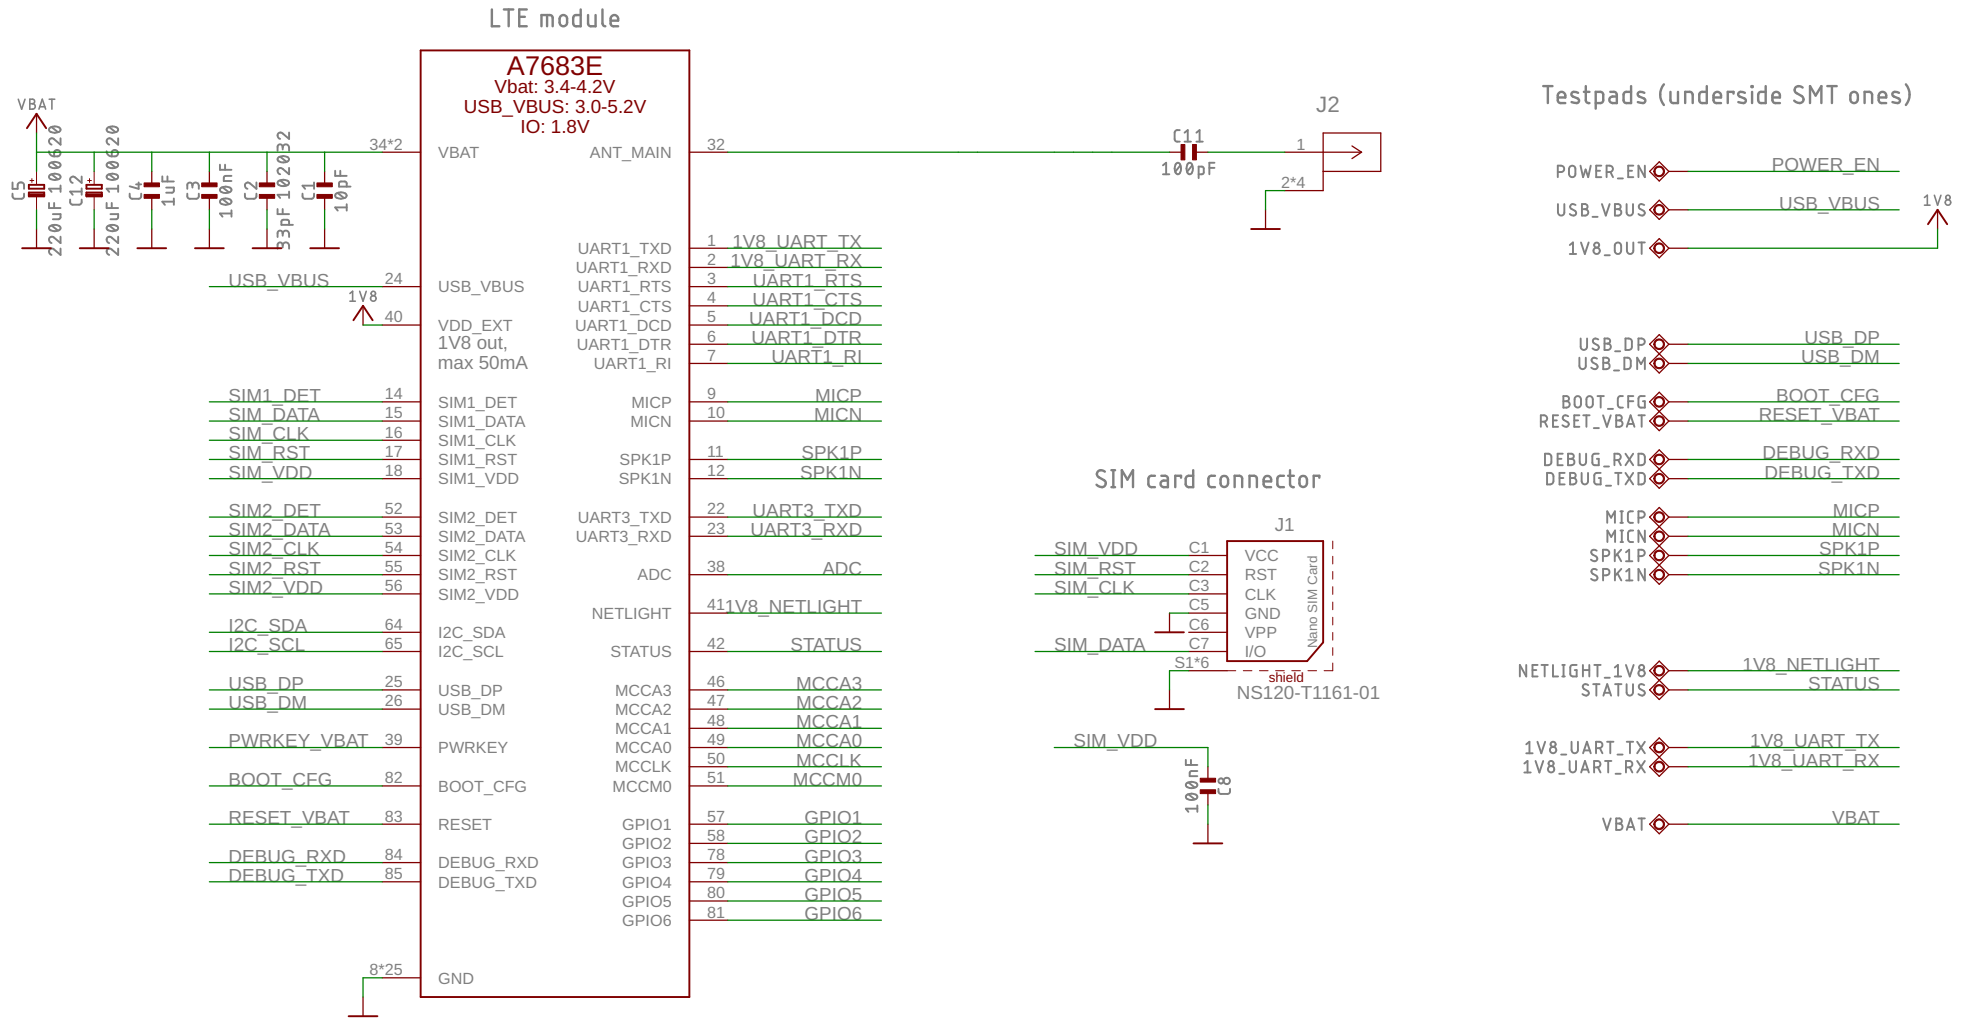 LTE module
A7683E
Vbat: 3.4-4.2V
USB_VBUS: 3.0-5.2V
IO: 1.8V
VBAT
C5
220uF 100620
C12
220uF 100620
C4
1uF
C3
100nF
C2
33pF 102032
C1
10pF
34*2 VBAT
USB_VBUS 24 USB_VBUS
1V8
40 VDD_EXT
1V8 out,
max 50mA
SIM1_DET 14 SIM1_DET
SIM_DATA 15 SIM1_DATA
SIM_CLK 16 SIM1_CLK
SIM_RST 17 SIM1_RST
SIM_VDD 18 SIM1_VDD
SIM2_DET 52 SIM2_DET
SIM2_DATA 53 SIM2_DATA
SIM2_CLK 54 SIM2_CLK
SIM2_RST 55 SIM2_RST
SIM2_VDD 56 SIM2_VDD
I2C_SDA 64 I2C_SDA
I2C_SCL 65 I2C_SCL
USB_DP 25 USB_DP
USB_DM 26 USB_DM
PWRKEY_VBAT 39 PWRKEY
BOOT_CFG 82 BOOT_CFG
RESET_VBAT 83 RESET
DEBUG_RXD 84 DEBUG_RXD
DEBUG_TXD 85 DEBUG_TXD
8*25 GND
ANT_MAIN 32
UART1_TXD 1 1V8_UART_TX
UART1_RXD 2 1V8_UART_RX
UART1_RTS 3 UART1_RTS
UART1_CTS 4 UART1_CTS
UART1_DCD 5 UART1_DCD
UART1_DTR 6 UART1_DTR
UART1_RI 7 UART1_RI
MICP 9 MICP
MICN 10 MICN
SPK1P 11 SPK1P
SPK1N 12 SPK1N
UART3_TXD 22 UART3_TXD
UART3_RXD 23 UART3_RXD
ADC 38 ADC
NETLIGHT 41 1V8_NETLIGHT
STATUS 42 STATUS
MCCA3 46 MCCA3
MCCA2 47 MCCA2
MCCA1 48 MCCA1
MCCA0 49 MCCA0
MCCLK 50 MCCLK
MCCM0 51 MCCM0
GPIO1 57 GPIO1
GPIO2 58 GPIO2
GPIO3 78 GPIO3
GPIO4 79 GPIO4
GPIO5 80 GPIO5
GPIO6 81 GPIO6
C11
100pF
J2
1
2*4
SIM card connector
J1
SIM_VDD C1 VCC
SIM_RST C2 RST
SIM_CLK C3 CLK
C5 GND
C6 VPP
SIM_DATA C7 I/O
S1*6
Nano SIM Card
shield
NS120-T1161-01
SIM_VDD
100nF
C8
Testpads (underside SMT ones)
POWER_EN POWER_EN
USB_VBUS USB_VBUS
1V8_OUT 1V8
USB_DP USB_DP
USB_DM USB_DM
BOOT_CFG BOOT_CFG
RESET_VBAT RESET_VBAT
DEBUG_RXD DEBUG_RXD
DEBUG_TXD DEBUG_TXD
MICP MICP
MICN MICN
SPK1P SPK1P
SPK1N SPK1N
NETLIGHT_1V8 1V8_NETLIGHT
STATUS STATUS
1V8_UART_TX 1V8_UART_TX
1V8_UART_RX 1V8_UART_RX
VBAT VBAT